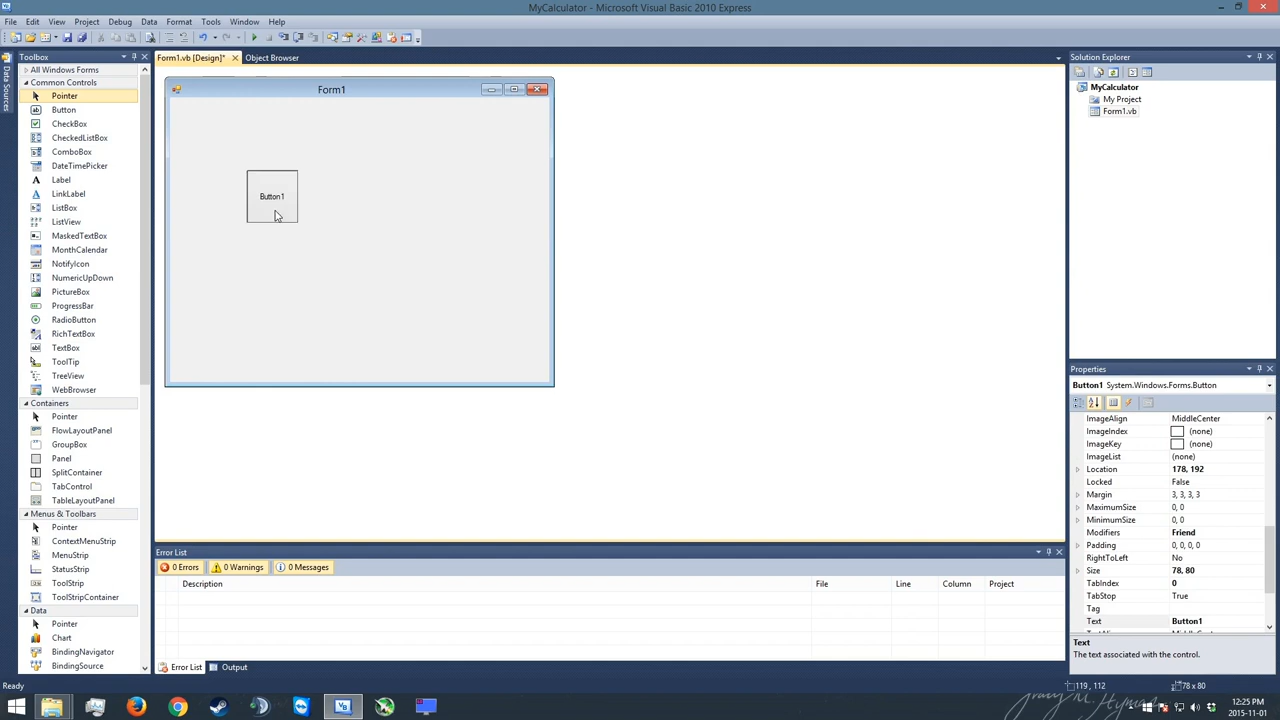 MyCalculator - Microsoft Visual Basic 2010 Express
File Edit View Project Debug Data Format Tools Window Help
Data Sources
Toolbox
All Windows Forms
Common Controls
Pointer
Button
CheckBox
CheckedListBox
ComboBox
DateTimePicker
Label
LinkLabel
ListBox
ListView
MaskedTextBox
MonthCalendar
NotifyIcon
NumericUpDown
PictureBox
ProgressBar
RadioButton
RichTextBox
TextBox
ToolTip
TreeView
WebBrowser
Containers
Pointer
FlowLayoutPanel
GroupBox
Panel
SplitContainer
TabControl
TableLayoutPanel
Menus & Toolbars
Pointer
ContextMenuStrip
MenuStrip
StatusStrip
ToolStrip
ToolStripContainer
Data
Pointer
Chart
BindingNavigator
BindingSource
Form1.vb [Design]* Object Browser
Form1
Button1
Error List
0 Errors 0 Warnings 0 Messages
Description File Line Column Project
Error List Output
Solution Explorer
MyCalculator
My Project
Form1.vb
Properties
Button1 System.Windows.Forms.Button
ImageAlign MiddleCenter
ImageIndex (none)
ImageKey (none)
ImageList (none)
Location 178, 192
Locked False
Margin 3, 3, 3, 3
MaximumSize 0, 0
MinimumSize 0, 0
Modifiers Friend
Padding 0, 0, 0, 0
RightToLeft No
Size 78, 80
TabIndex 0
TabStop True
Tag
Text Button1
Text
The text associated with the control.
Ready
119 , 112 78 x 80
12:25 PM
2015-11-01